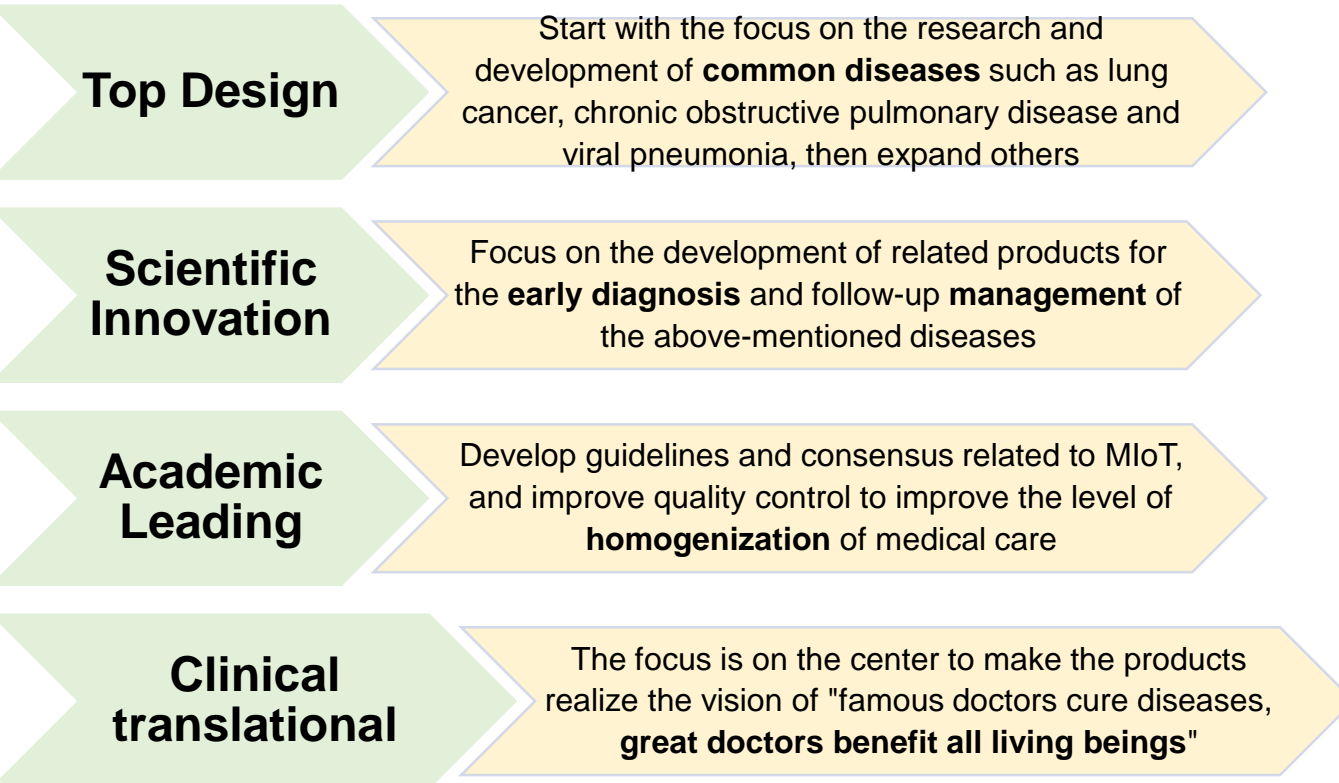 Top Design
Start with the focus on the research and
development of common diseases such as lung
cancer, chronic obstructive pulmonary disease and
viral pneumonia, then expand others
Scientific
Innovation
Focus on the development of related products for
the early diagnosis and follow-up management of
the above-mentioned diseases
Academic
Leading
Develop guidelines and consensus related to MIoT,
and improve quality control to improve the level of
homogenization of medical care
Clinical
translational
The focus is on the center to make the products
realize the vision of "famous doctors cure diseases,
great doctors benefit all living beings"